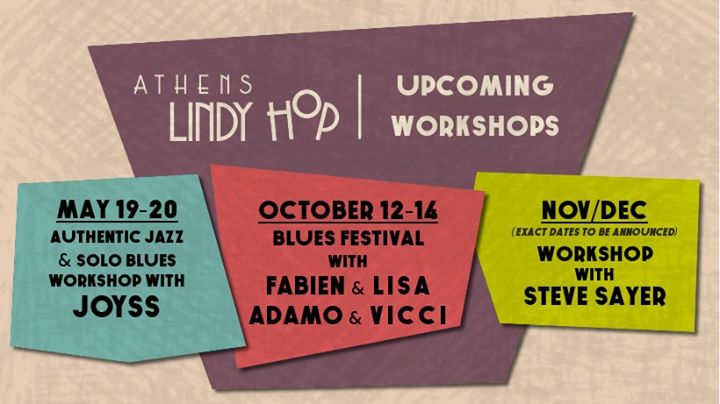 ATHENS
LINDY HOP
UPCOMING
WORKSHOPS
MAY 19-20
AUTHENTIC JAZZ
& SOLO BLUES
WORKSHOP WITH
JOYSS
OCTOBER 12-14
BLUES FESTIVAL
WITH
FABIEN & LISA
ADAMO & VICCI
NOV/DEC
(EXACT DATES TO BE ANNOUNCED)
WORKSHOP
WITH
STEVE SAYER